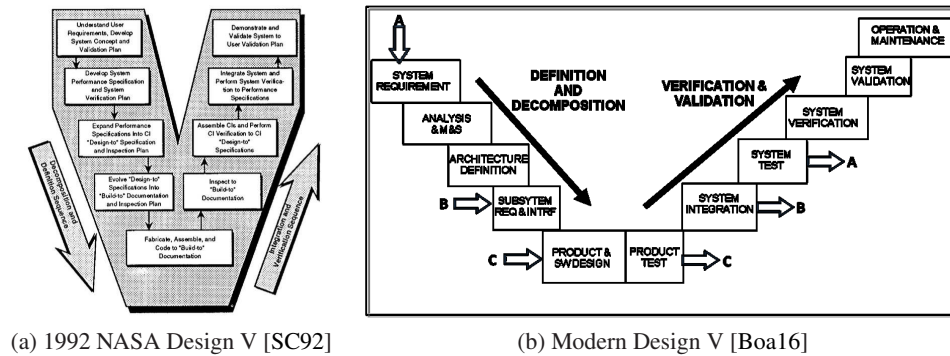 Understand User
Requirements, Develop
System Concept and
Validation Plan
Develop System
Performance Specification
and System
Verification Plan
Expand Performance
Specifications Into CI
"Design-to" Specification
and Inspection Plan
Evolve "Design-to"
Specifications Into
"Build-to" Documentation
and Inspection Plan
Fabricate, Assemble, and
Code to "Build-to"
Documentation
Inspect to
"Build-to"
Documentation
Assemble CIs and Perform
CI Verification to CI
"Design-to" Specifications
Integrate System and
Perform System Verifica-
tion to Performance
Specifications
Demonstrate and
Validate System to
User Validation Plan
Decomposition and
Definition Sequence
Integration and
Verification Sequence
(a) 1992 NASA Design V [SC92]
A
SYSTEM
REQUIREMENT
ANALYSIS
& M&S
ARCHITECTURE
DEFINITION
B
SUBSYTEM
REQ & INTRF
C
PRODUCT &
SWDESIGN
PRODUCT
TEST
C
SYSTEM
INTEGRATION
B
SYSTEM
TEST
A
SYSTEM
VERIFICATION
SYSTEM
VALIDATION
OPERATION &
MAINTENANCE
DEFINITION
AND
DECOMPOSITION
VERIFICATION &
VALIDATION
(b) Modern Design V [Boa16]